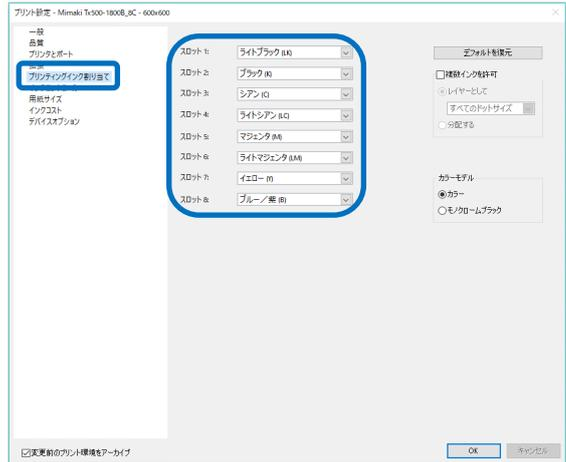 プリント設定 - Mimaki Tx500-1800B_8C - 600x600
一般
品質
プリンタとポート
プリンティングインク割り当て
用紙サイズ
インクコスト
デバイスオプション
スロット 1: ライトブラック (LK)
スロット 2: ブラック (K)
スロット 3: シアン (C)
スロット 4: ライトシアン (LC)
スロット 5: マジェンタ (M)
スロット 6: ライトマジェンタ (LM)
スロット 7: イエロー (Y)
スロット 8: ブルー／紫 (B)
デフォルトを復元
複数インクを許可
レイヤーとして
すべてのドットサイズ
分配する
カラーモデル
カラー
モノクロームブラック
変更前のプリント環境をアーカイブ
OK
キャンセル